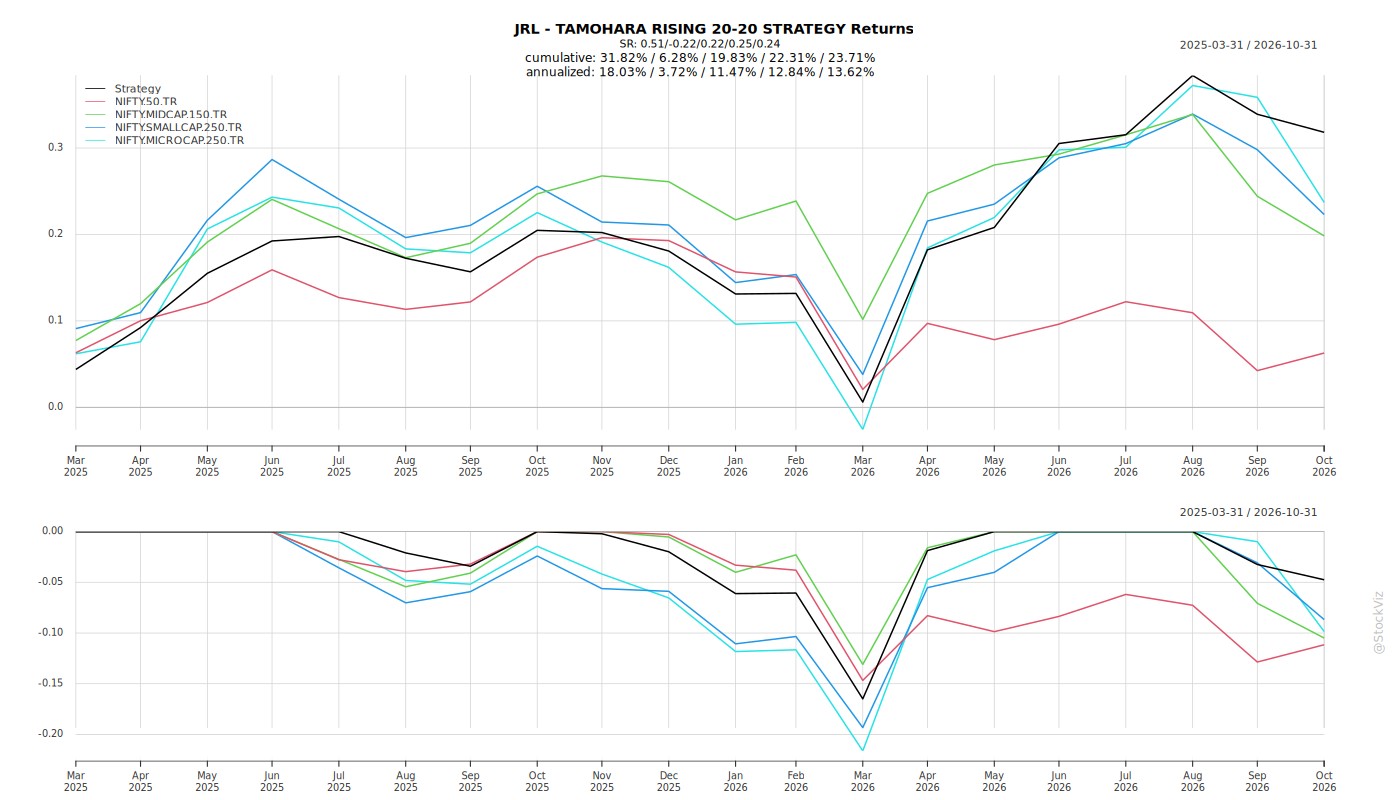 JRL - TAMOHARA RISING 20-20 STRATEGY Returns
SR: 0.51/-0.22/0.22/0.25/0.24
cumulative: 31.82% / 6.28% / 19.83% / 22.31% / 23.71%
annualized: 18.03% / 3.72% / 11.47% / 12.84% / 13.62%
2025-03-31 / 2026-10-31
Strategy
NIFTY.50.TR
NIFTY.MIDCAP.150.TR
NIFTY.SMALLCAP.250.TR
NIFTY.MICROCAP.250.TR
0.3
0.2
0.1
0.0
Mar Apr May Jun Jul Aug Sep Oct Nov Dec Jan Feb Mar Apr May Jun Jul Aug Sep Oct
2025 2025 2025 2025 2025 2025 2025 2025 2025 2025 2026 2026 2026 2026 2026 2026 2026 2026 2026 2026
2025-03-31 / 2026-10-31
0.00
-0.05
-0.10
-0.15
-0.20
Mar Apr May Jun Jul Aug Sep Oct Nov Dec Jan Feb Mar Apr May Jun Jul Aug Sep Oct
2025 2025 2025 2025 2025 2025 2025 2025 2025 2025 2026 2026 2026 2026 2026 2026 2026 2026 2026 2026
@StockViz